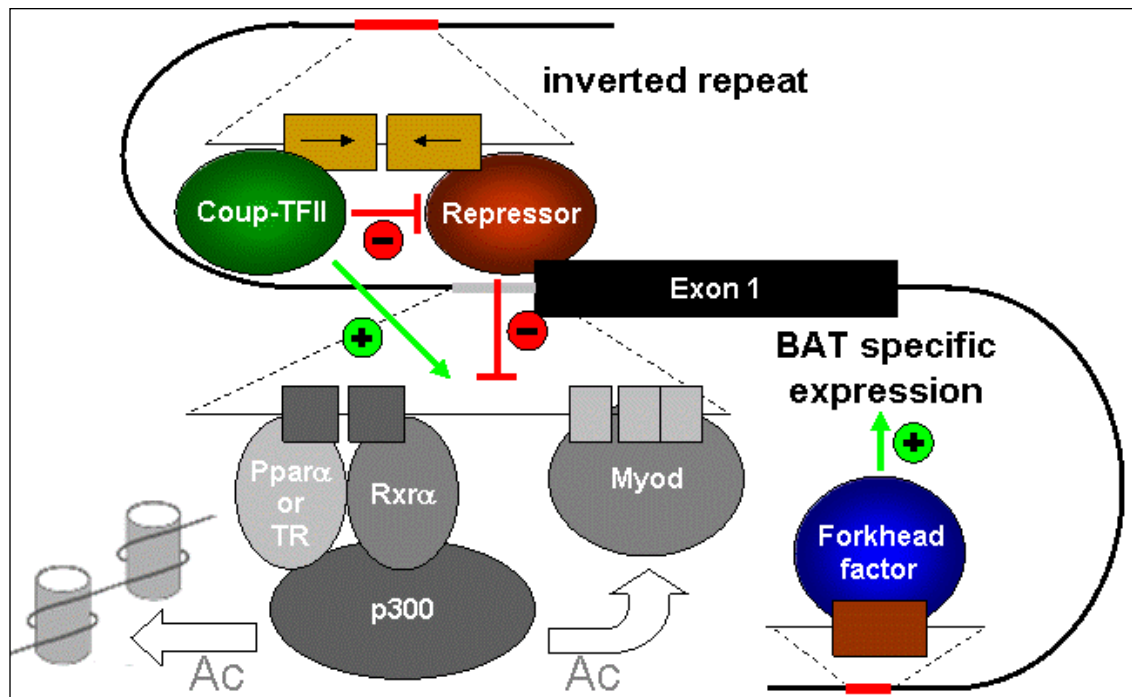 inverted repeat
Coup-TFII
Repressor
−
Exon 1
+
−
BAT specific
expression
+
Pparα
or
TR
Rxrα
Myod
Forkhead
factor
p300
Ac
Ac